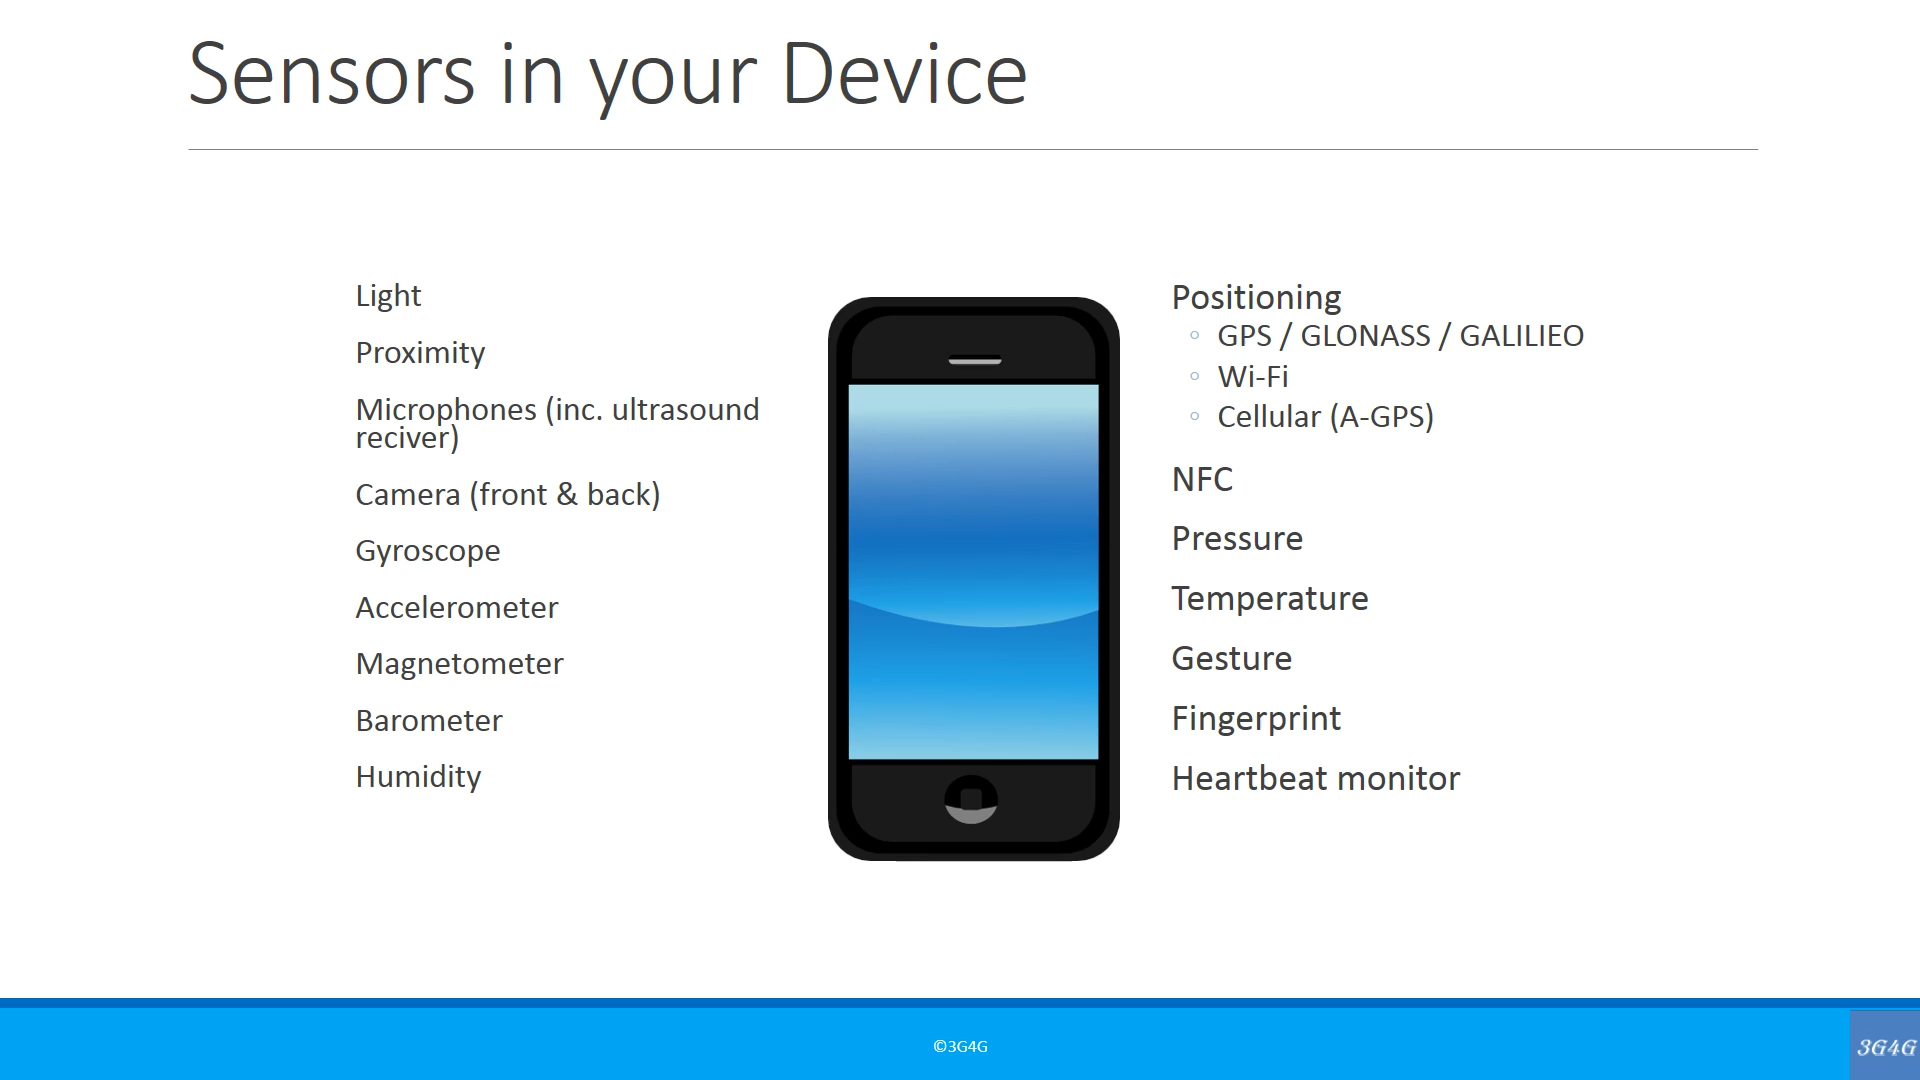 Sensors in your Device
Light
Proximity
Microphones (inc. ultrasound
reciver)
Camera (front & back)
Gyroscope
Accelerometer
Magnetometer
Barometer
Humidity
Positioning
◦ GPS / GLONASS / GALILIEO
◦ Wi-Fi
◦ Cellular (A-GPS)
NFC
Pressure
Temperature
Gesture
Fingerprint
Heartbeat monitor
©3G4G
3G4G